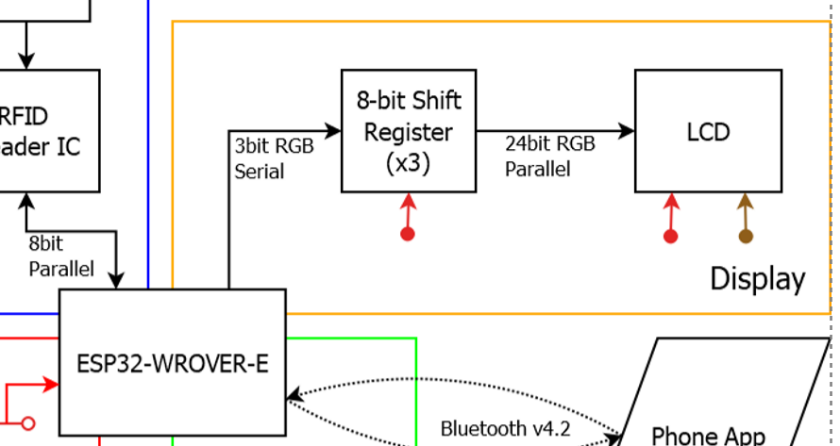 RFID
ader IC
8-bit Shift
Register
(x3)
LCD
3bit RGB
Serial
24bit RGB
Parallel
8bit
Parallel
Display
ESP32-WROVER-E
Bluetooth v4.2
Phone App